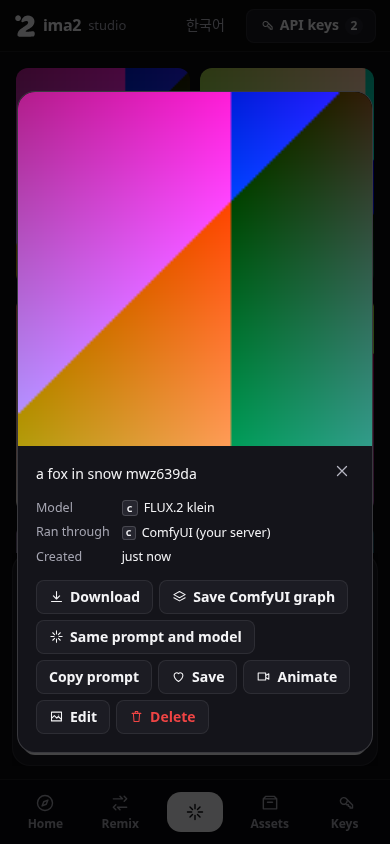 ima2 studio 한국어 API keys 2
a fox in snow mwz639da
Model C FLUX.2 klein
Ran through C ComfyUI (your server)
Created just now
Download Save ComfyUI graph
Same prompt and model
Copy prompt Save Animate
Edit Delete
Home Remix Assets Keys